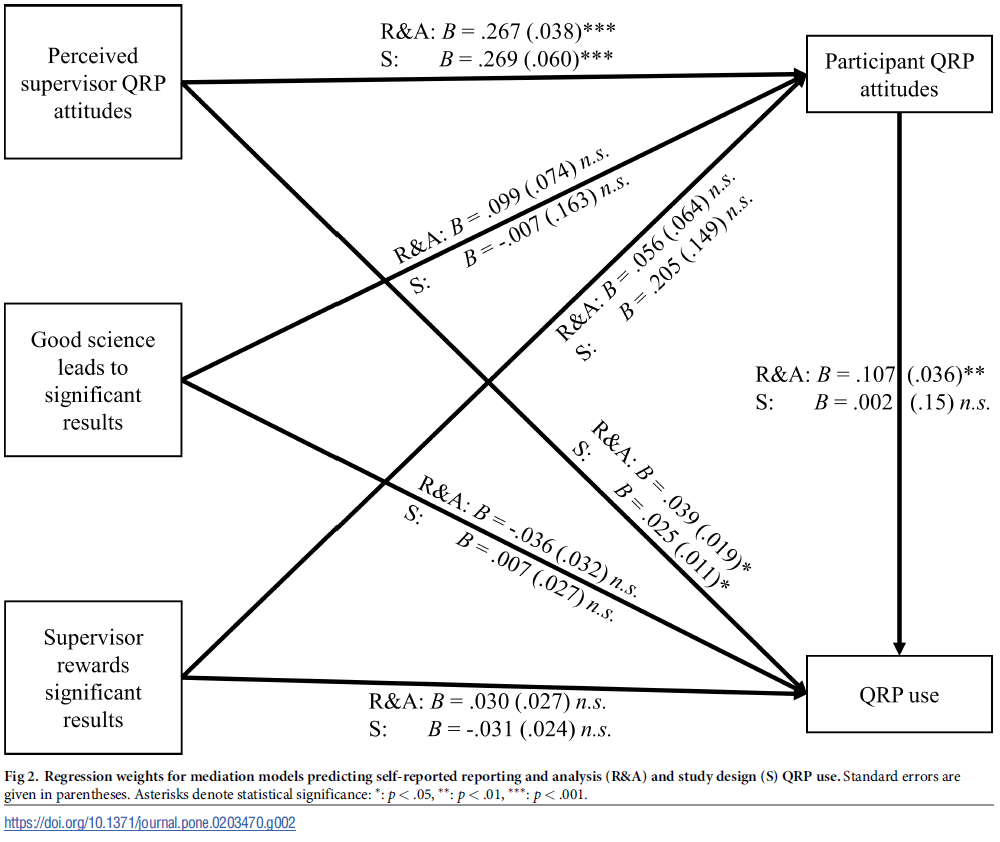 R&A: B = .267 (.038)***
S: B = .269 (.060)***
Perceived
supervisor QRP
attitudes
Participant QRP
attitudes
R&A: B = .099 (.074) n.s.
S: B = -.007 (.163) n.s.
R&A: B = .056 (.064) n.s.
S: B = .205 (.149) n.s.
Good science
leads to
significant
results
R&A: B = .107 (.036)**
S: B = .002 (.15) n.s.
R&A: B = .039 (.019)*
S: B = .025 (.011)*
R&A: B = -.036 (.032) n.s.
S: B = .007 (.027) n.s.
Supervisor
rewards
significant
results
QRP use
R&A: B = .030 (.027) n.s.
S: B = -.031 (.024) n.s.
Fig 2. Regression weights for mediation models predicting self-reported reporting and analysis (R&A) and study design (S) QRP use. Standard errors are
given in parentheses. Asterisks denote statistical significance: *: p < .05, **: p < .01, ***: p < .001.
https://doi.org/10.1371/journal.pone.0203470.g002